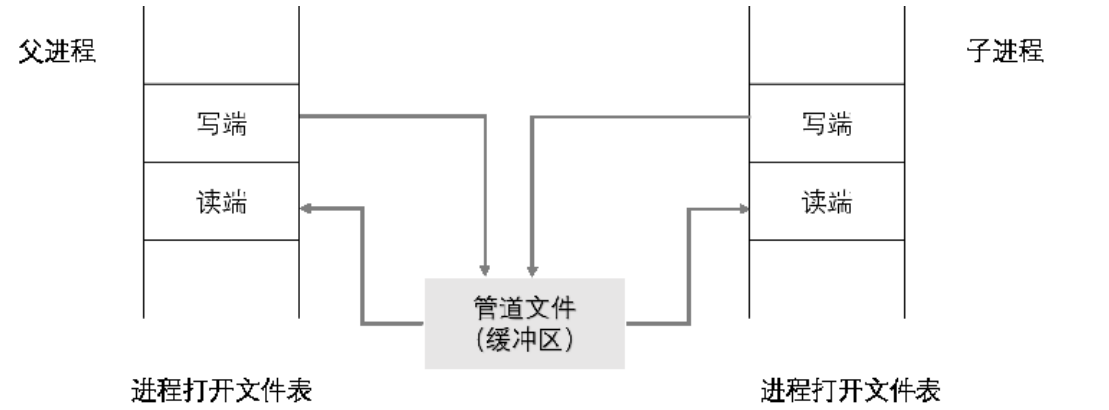 父进程
子进程
写端
写端
读端
读端
管道文件
(缓冲区)
进程打开文件表
进程打开文件表